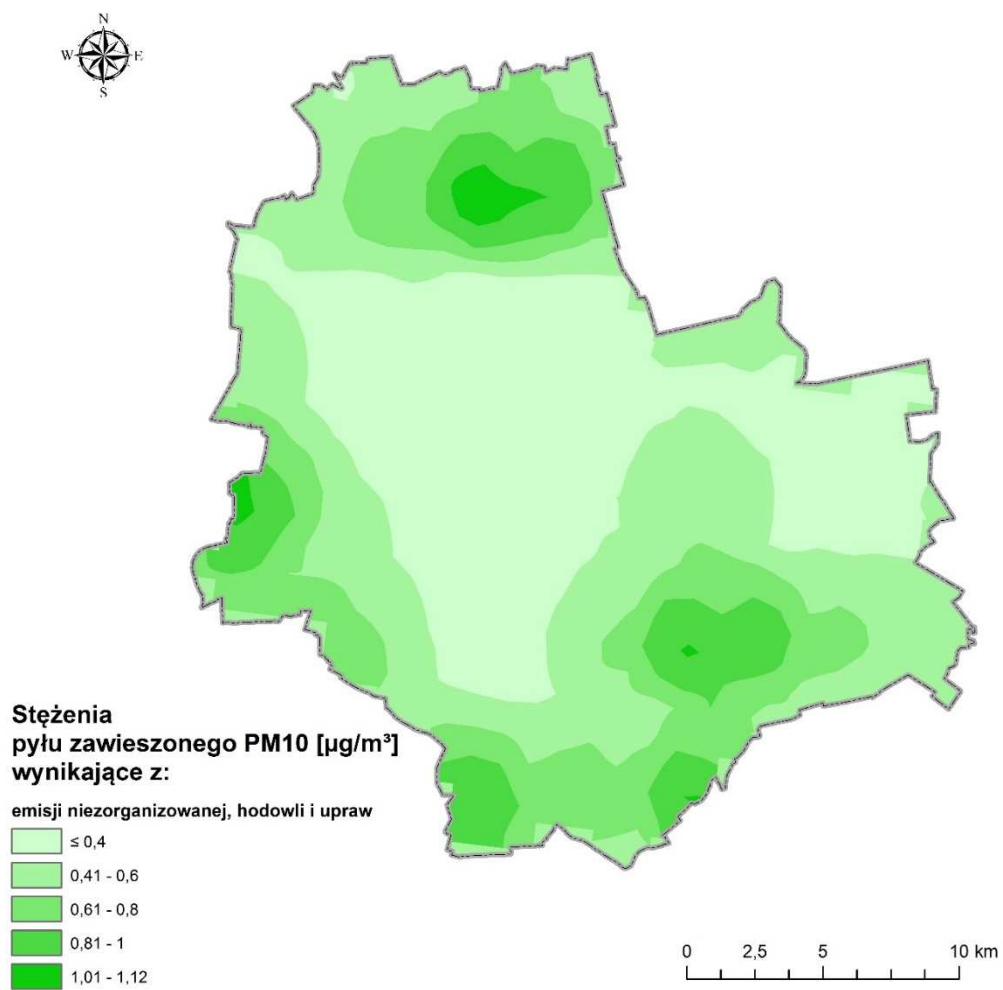 N
W E
S
Stężenia
pyłu zawieszonego PM10 [µg/m³]
wynikające z:
emisji niezorganizowanej, hodowli i upraw
≤ 0,4
0,41 - 0,6
0,61 - 0,8
0,81 - 1
1,01 - 1,12
0 2,5 5 10 km